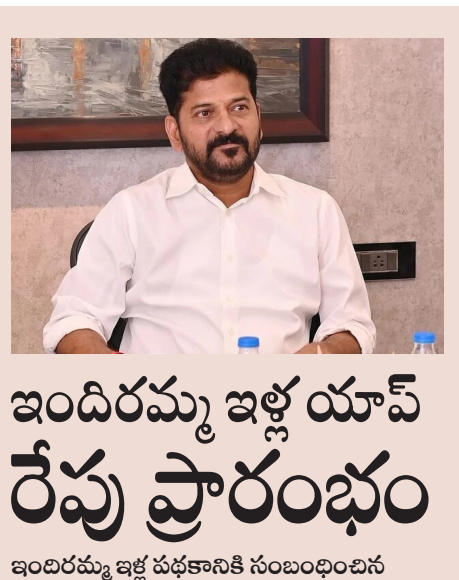 ఇందిరమ్మ ఇళ్ల యాప్
రేపు ప్రారంభం
ఇందిరమ్మ ఇళ్ల పథకానికి సంబంధించిన